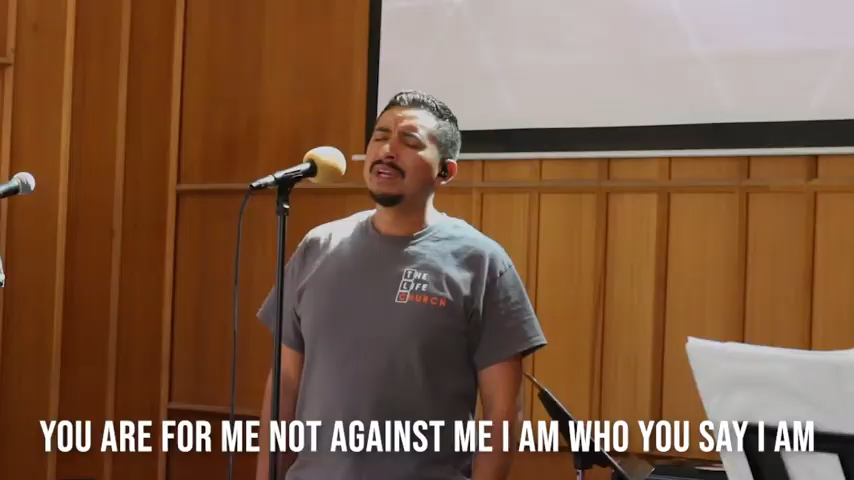 THE
LIFE
CHURCH
YOU ARE FOR ME NOT AGAINST ME I AM WHO YOU SAY I AM